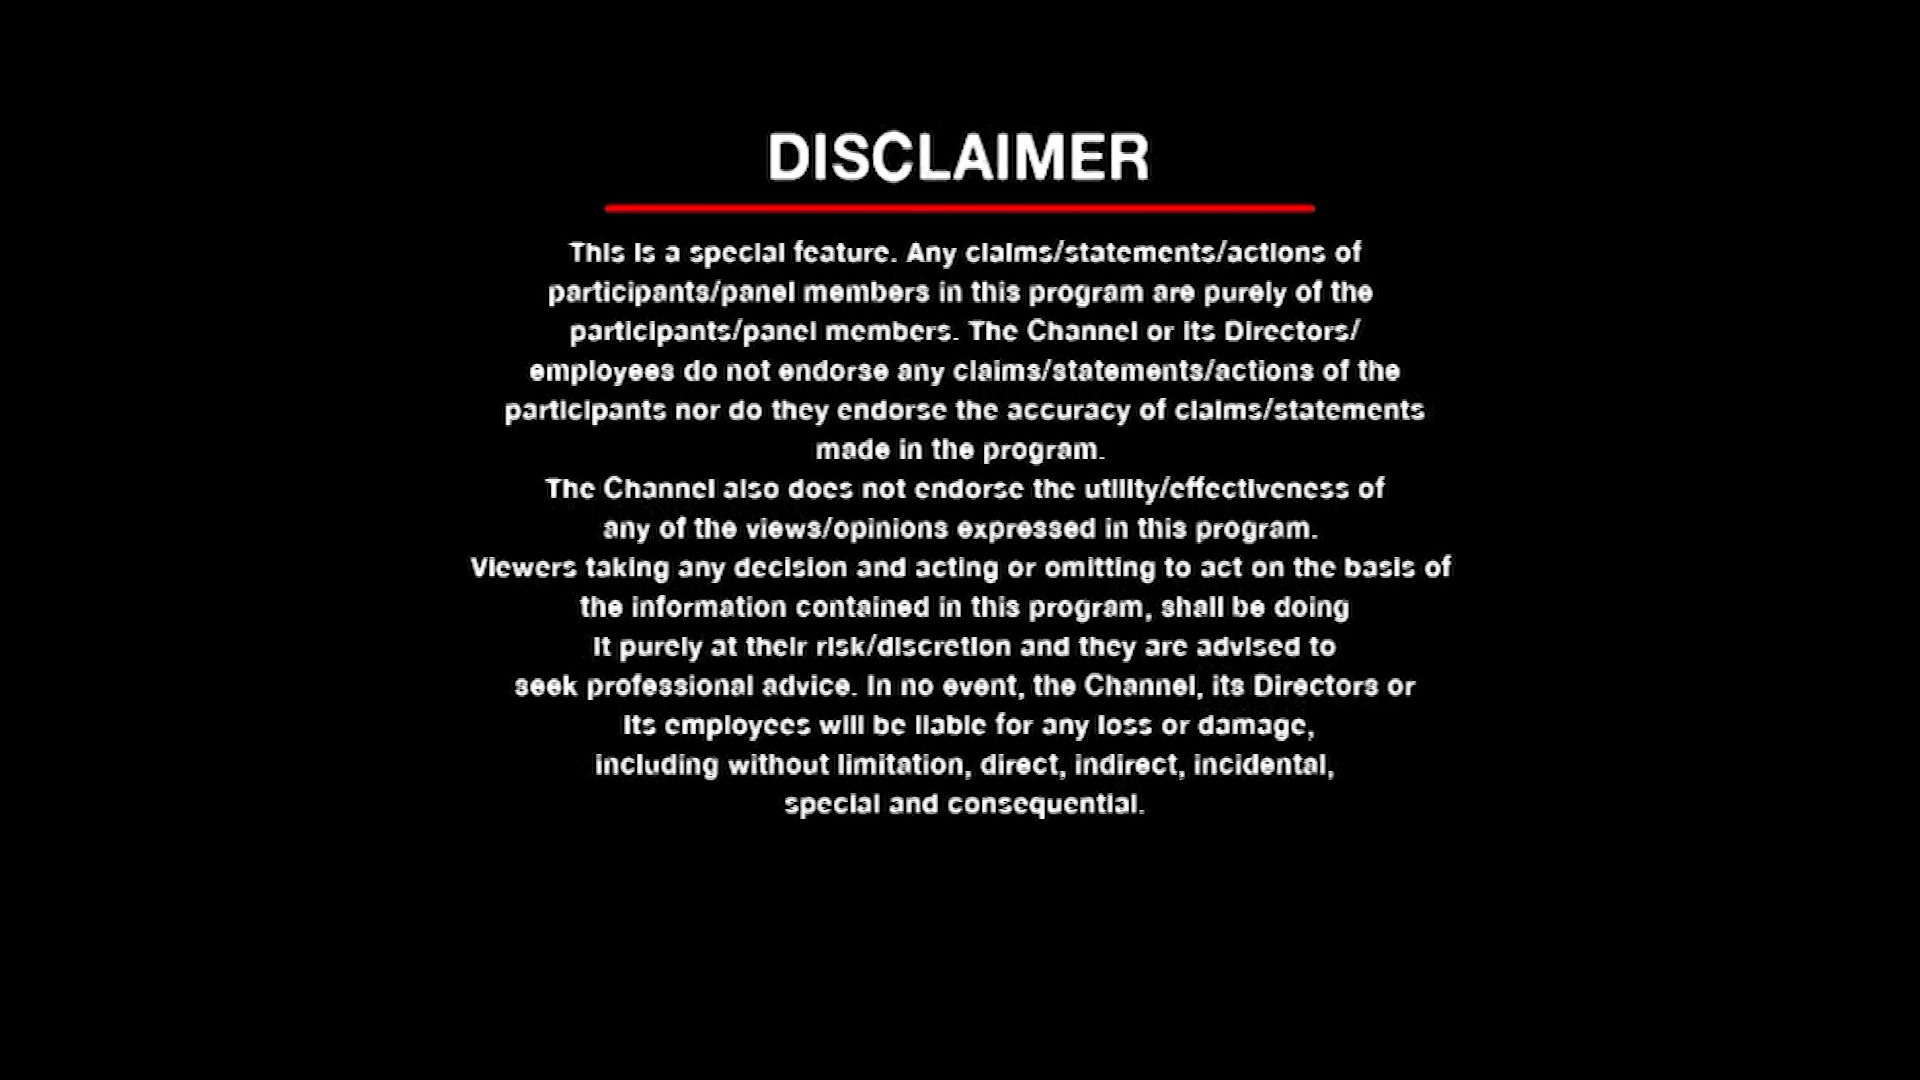 DISCLAIMER
This is a special feature. Any claims/statements/actions of
participants/panel members in this program are purely of the
participants/panel members. The Channel or its Directors/
employees do not endorse any claims/statements/actions of the
participants nor do they endorse the accuracy of claims/statements
made in the program.
The Channel also does not endorse the utility/effectiveness of
any of the views/opinions expressed in this program.
Viewers taking any decision and acting or omitting to act on the basis of
the information contained in this program, shall be doing
it purely at their risk/discretion and they are advised to
seek professional advice. In no event, the Channel, its Directors or
its employees will be liable for any loss or damage,
including without limitation, direct, indirect, incidental,
special and consequential.